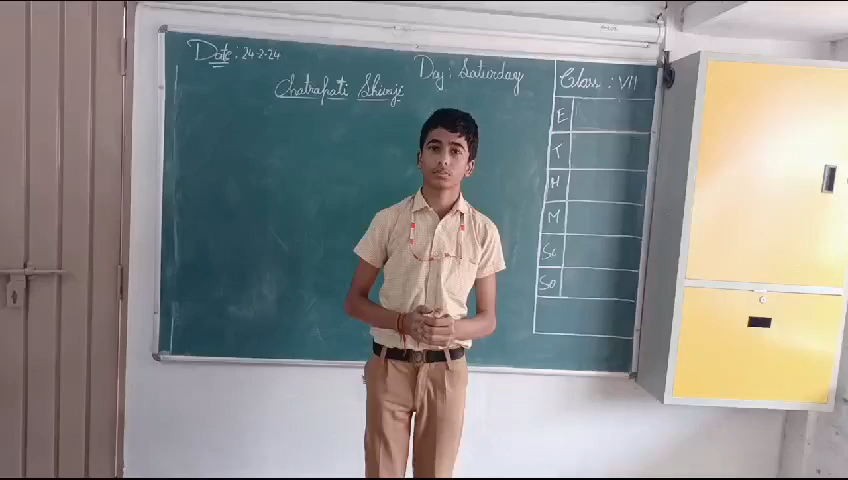 Date: 24-2-24
Day: Saturday
Class: VII
Chatrapati Shivaji
E
T
H
M
Sc
So